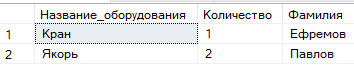 Название_оборудования Количество Фамилия
1 Кран 1 Ефремов
2 Якорь 2 Павлов